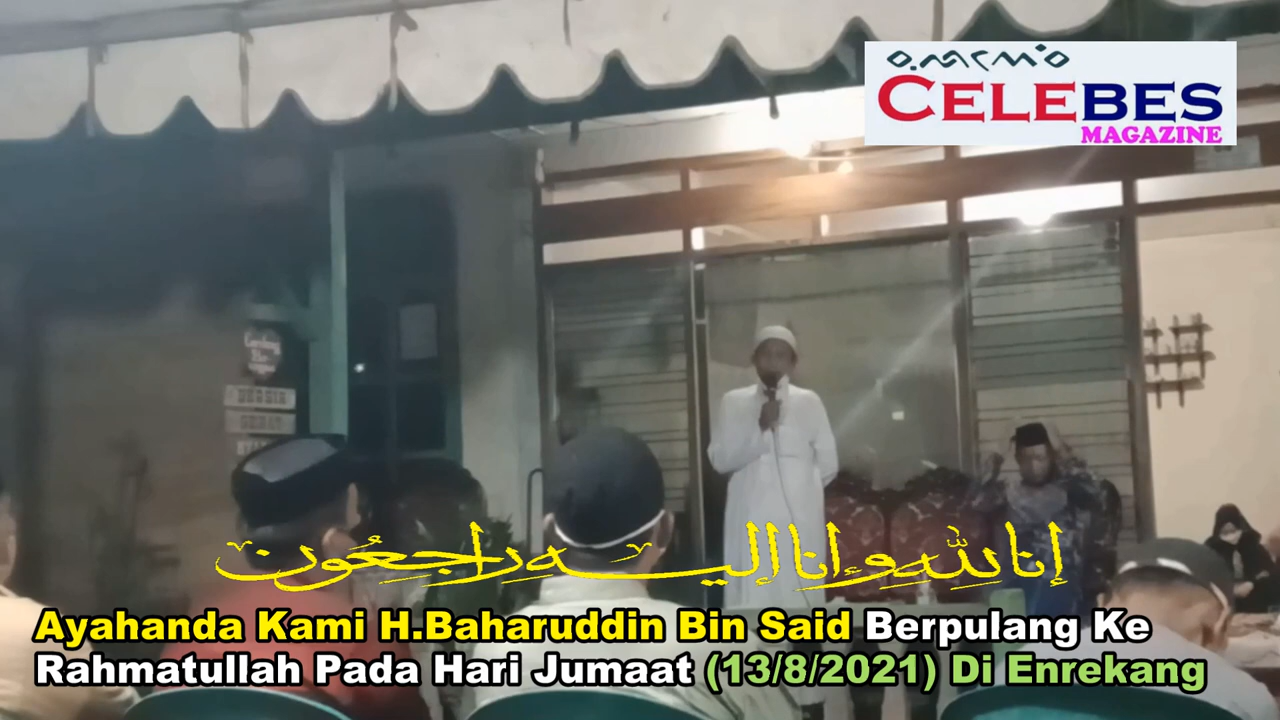 CELEBES
MAGAZINE
إنا لله وإنا إليه راجعون
Ayahanda Kami H.Baharuddin Bin Said Berpulang Ke
Rahmatullah Pada Hari Jumaat (13/8/2021) Di Enrekang